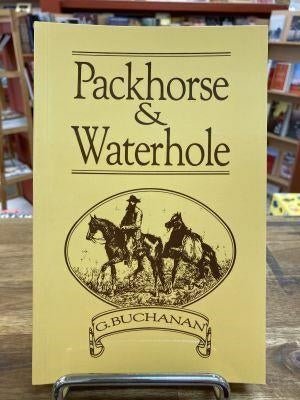 Packhorse
&
Waterhole
G. BUCHANAN